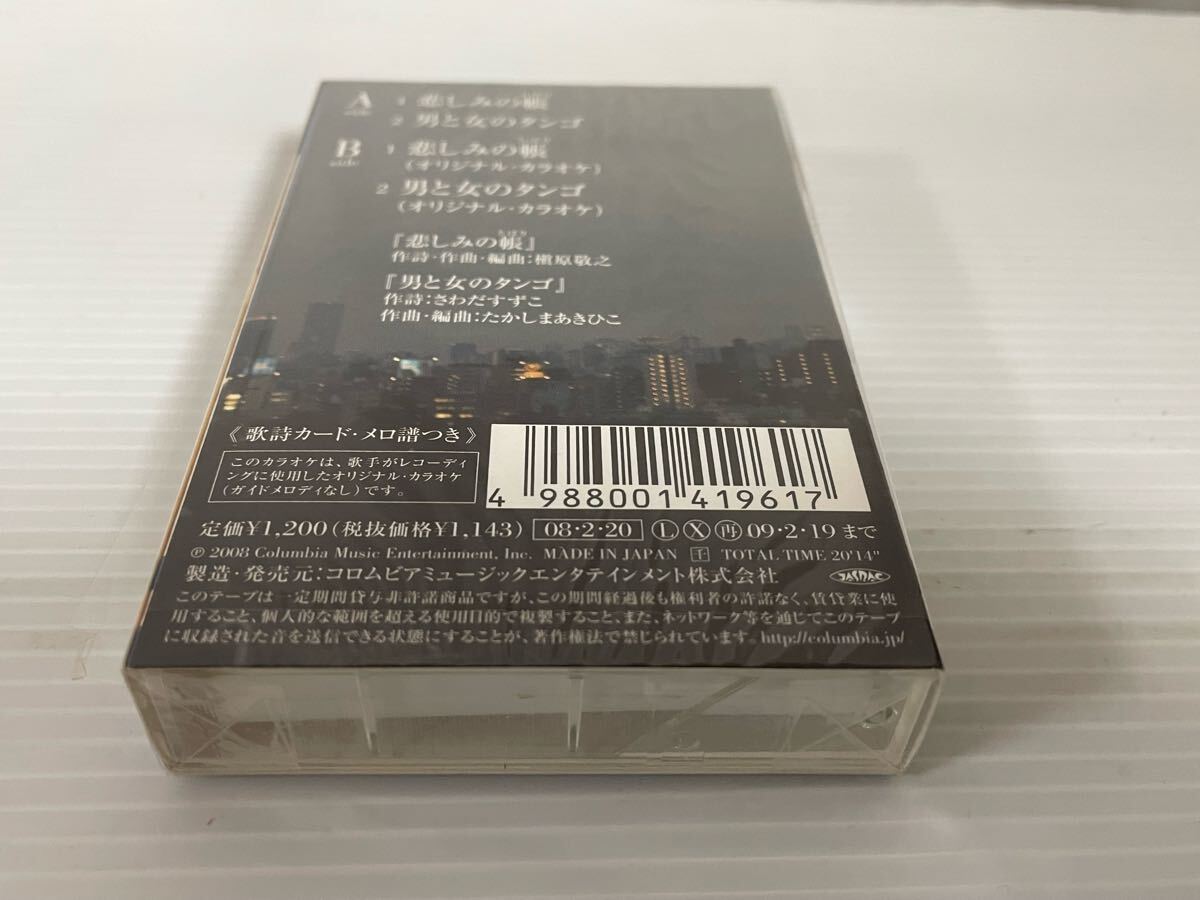 A side
1 悲しみの帳
2 男と女のタンゴ
B side
1 悲しみの帳
(オリジナル・カラオケ)
2 男と女のタンゴ
(オリジナル・カラオケ)
とばり
『悲しみの帳』
作詩・作曲・編曲:槇原敬之
『男と女のタンゴ』
作詩:さわだすずこ
作曲・編曲:たかしまあきひこ
《歌詩カード・メロ譜つき》
このカラオケは、歌手がレコーディ
ングに使用したオリジナル・カラオケ
(ガイドメロディなし)です。
4 988001 419617
定価¥1,200(税抜価格¥1,143) 08・2・20 L X 再 09・2・19 まで
℗ 2008 Columbia Music Entertainment, Inc. MADE IN JAPAN TOTAL TIME 20'14"
製造・発売元:コロムビアミュージックエンタテインメント株式会社
JASRAC
このテープは一定期間貸与非許諾商品ですが、この期間経過後も権利者の許諾なく、賃貸業に使
用すること、個人的な範囲を超える使用目的で複製すること、また、ネットワーク等を通じてこのテープ
に収録された音を送信できる状態にすることが、著作権法で禁じられています。http://columbia.jp/